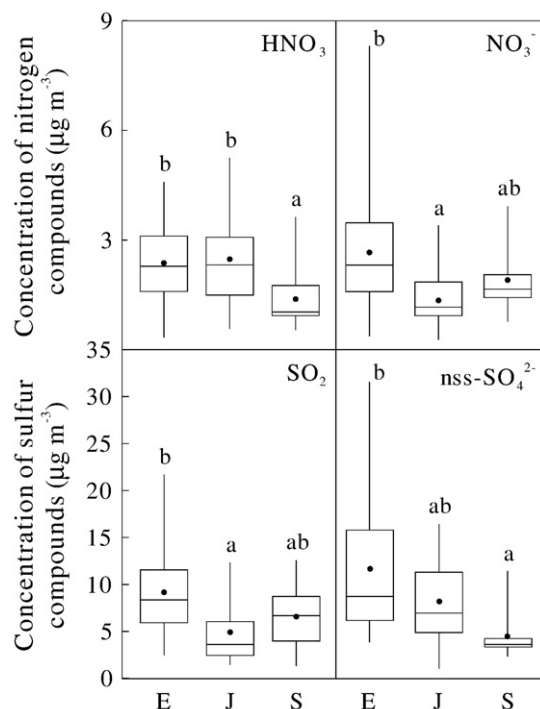 Concentration of nitrogen
compounds (µg m⁻³)
9
6
3
HNO₃
b
b
a
NO₃⁻
b
a
ab
Concentration of sulfur
compounds (µg m⁻³)
35
30
25
20
15
10
5
0
SO₂
b
a
ab
nss-SO₄²⁻
b
ab
a
E J S E J S